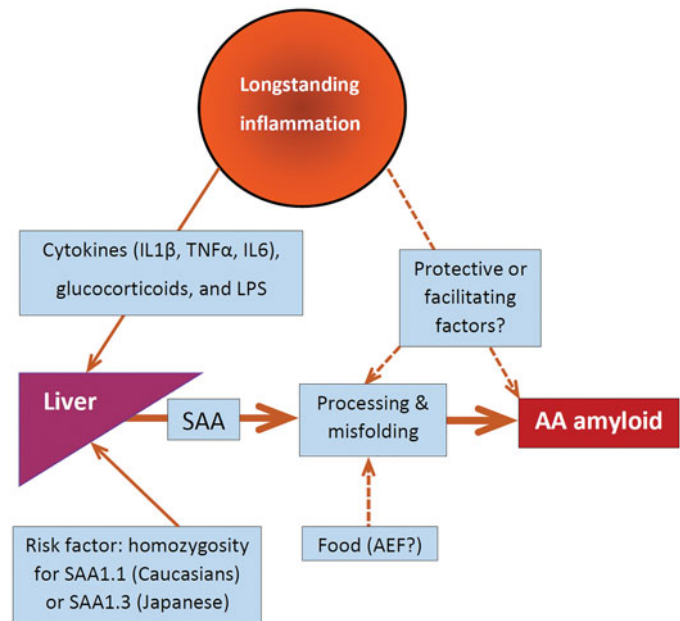 Longstanding
inflammation
Cytokines (IL1β, TNFα, IL6),
glucocorticoids, and LPS
Protective or
facilitating
factors?
Liver
SAA
Processing &
misfolding
AA amyloid
Risk factor: homozygosity
for SAA1.1 (Caucasians)
or SAA1.3 (Japanese)
Food (AEF?)